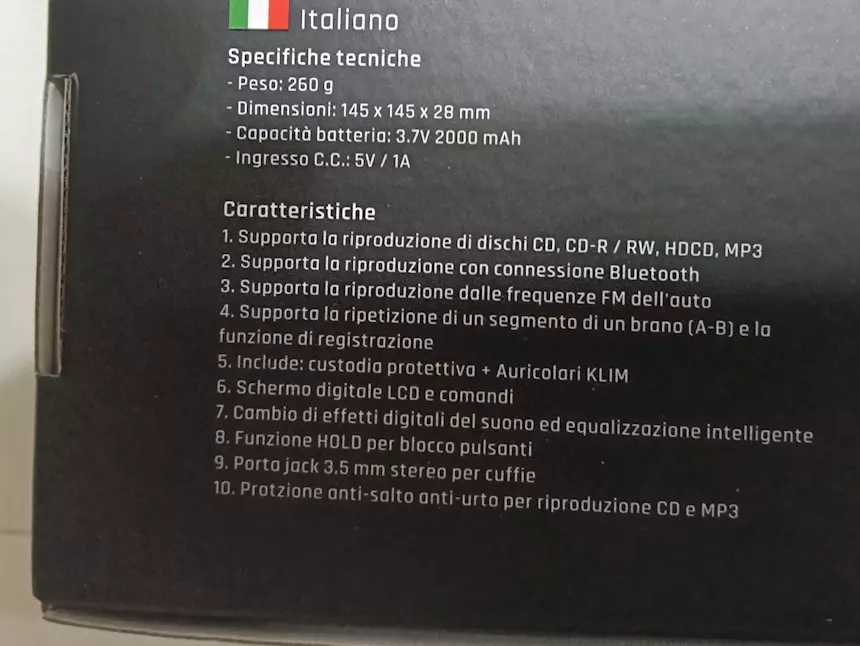 Italiano
Specifiche tecniche
- Peso: 260 g
- Dimensioni: 145 x 145 x 28 mm
- Capacità batteria: 3.7V 2000 mAh
- Ingresso C.C.: 5V / 1A
Caratteristiche
1. Supporta la riproduzione di dischi CD, CD-R / RW, HDCD, MP3
2. Supporta la riproduzione con connessione Bluetooth
3. Supporta la riproduzione dalle frequenze FM dell'auto
4. Supporta la ripetizione di un segmento di un brano (A-B) e la
funzione di registrazione
5. Include: custodia protettiva + Auricolari KLIM
6. Schermo digitale LCD e comandi
7. Cambio di effetti digitali del suono ed equalizzazione intelligente
8. Funzione HOLD per blocco pulsanti
9. Porta jack 3.5 mm stereo per cuffie
10. Protzione anti-salto anti-urto per riproduzione CD e MP3